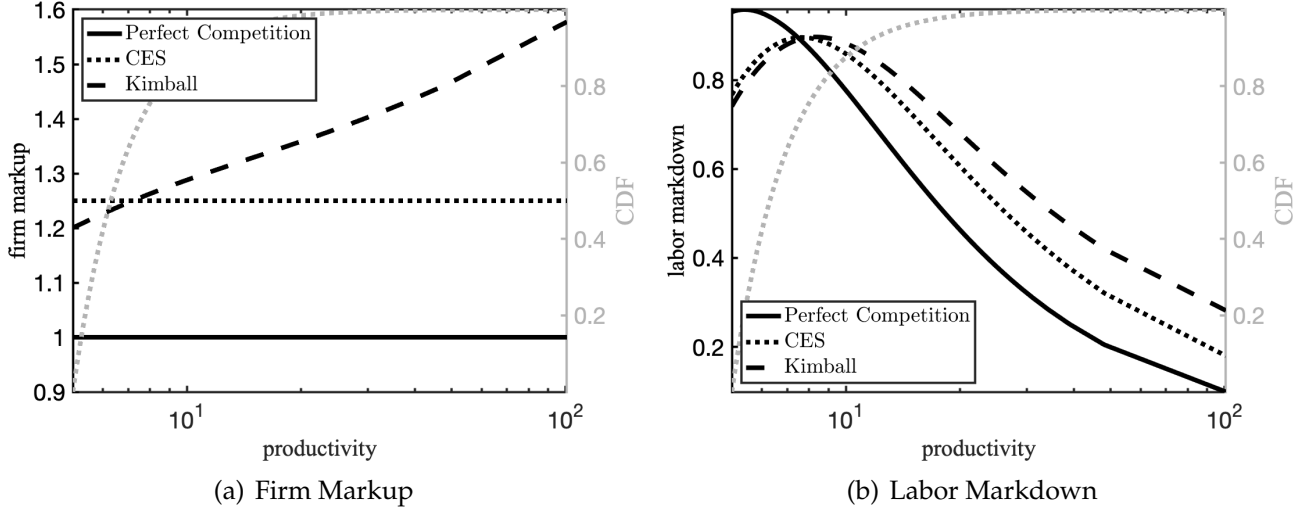 1.6
1.5
1.4
1.3
1.2
1.1
1
0.9
firm markup
Perfect Competition
CES
Kimball
0.8
0.6
0.4
0.2
CDF
10^1
10^2
productivity
(a) Firm Markup
0.8
0.6
0.4
0.2
labor markdown
Perfect Competition
CES
Kimball
0.8
0.6
0.4
0.2
CDF
10^1
10^2
productivity
(b) Labor Markdown